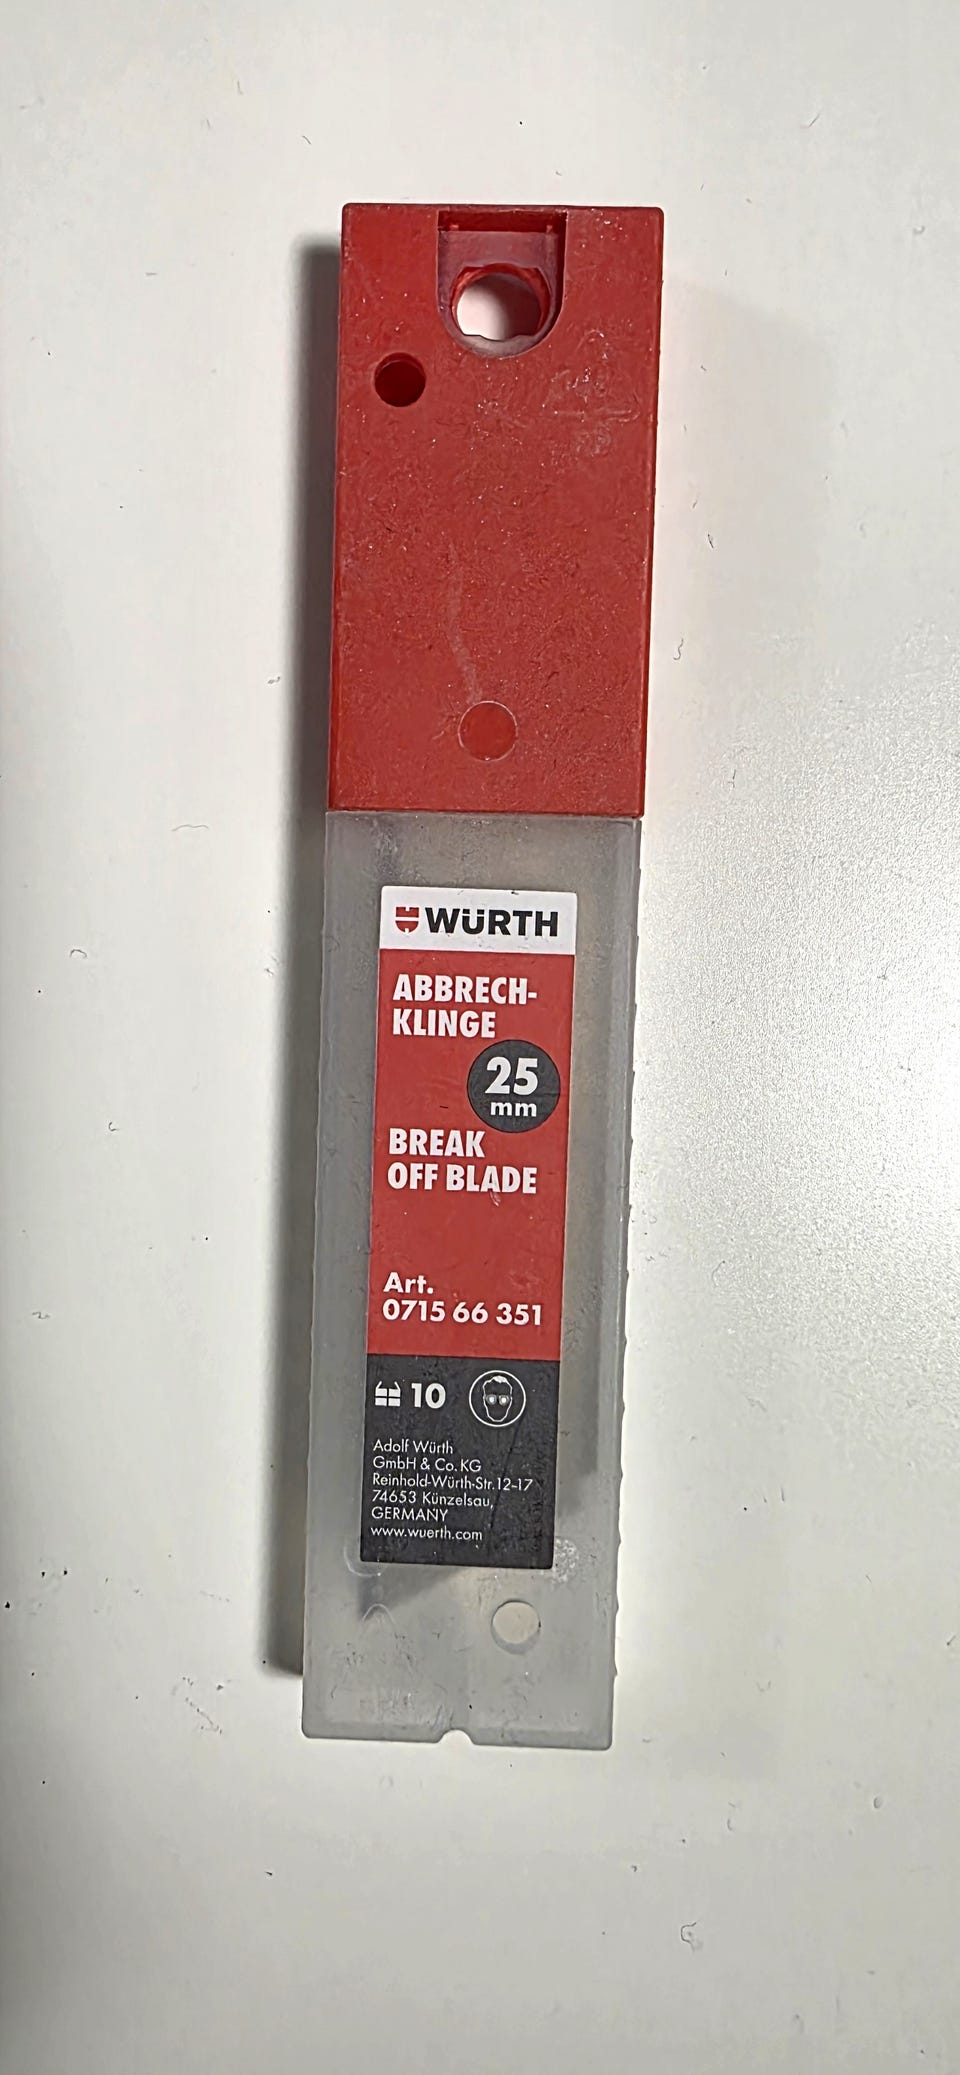 WÜRTH
ABBRECH-
KLINGE
25
mm
BREAK
OFF BLADE
Art.
0715 66 351
10
Adolf Würth
GmbH & Co. KG
Reinhold-Würth-Str. 12-17
74653 Künzelsau,
GERMANY
www.wuerth.com